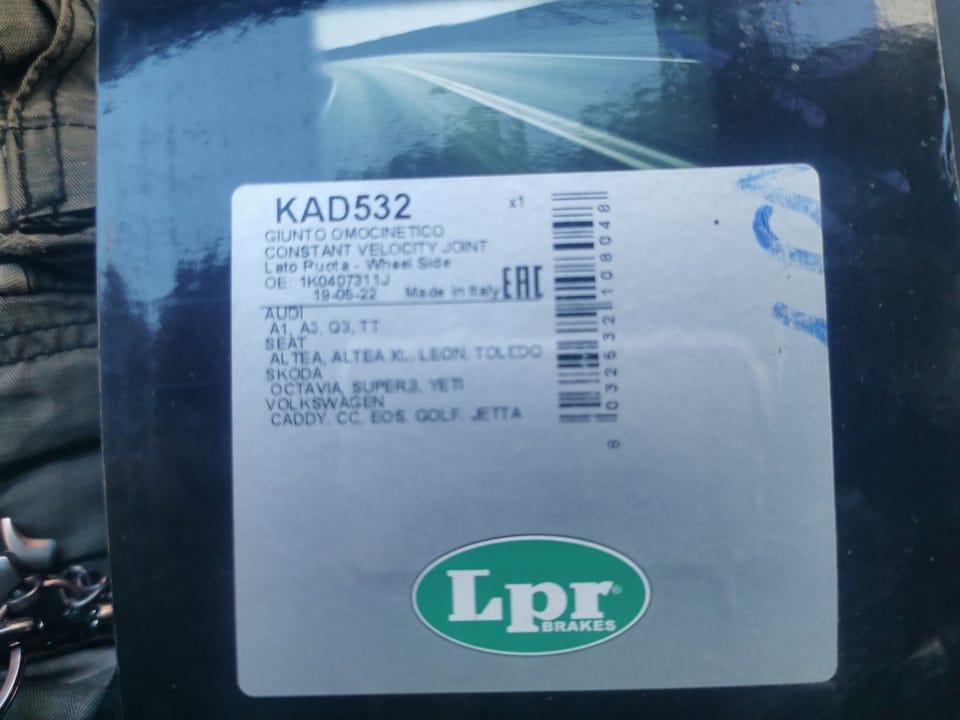 KAD532 x1
GIUNTO OMOCINETICO
CONSTANT VELOCITY JOINT
Lato Ruota - Wheel Side
OE: 1K0407311J
19-05-22 Made in Italy EAC
AUDI
A1, A3, Q3, TT
SEAT
ALTEA, ALTEA XL, LEON, TOLEDO
SKODA
OCTAVIA, SUPERB, YETI
VOLKSWAGEN
CADDY, CC, EOS, GOLF, JETTA
8 032532 108048
Lpr®
BRAKES